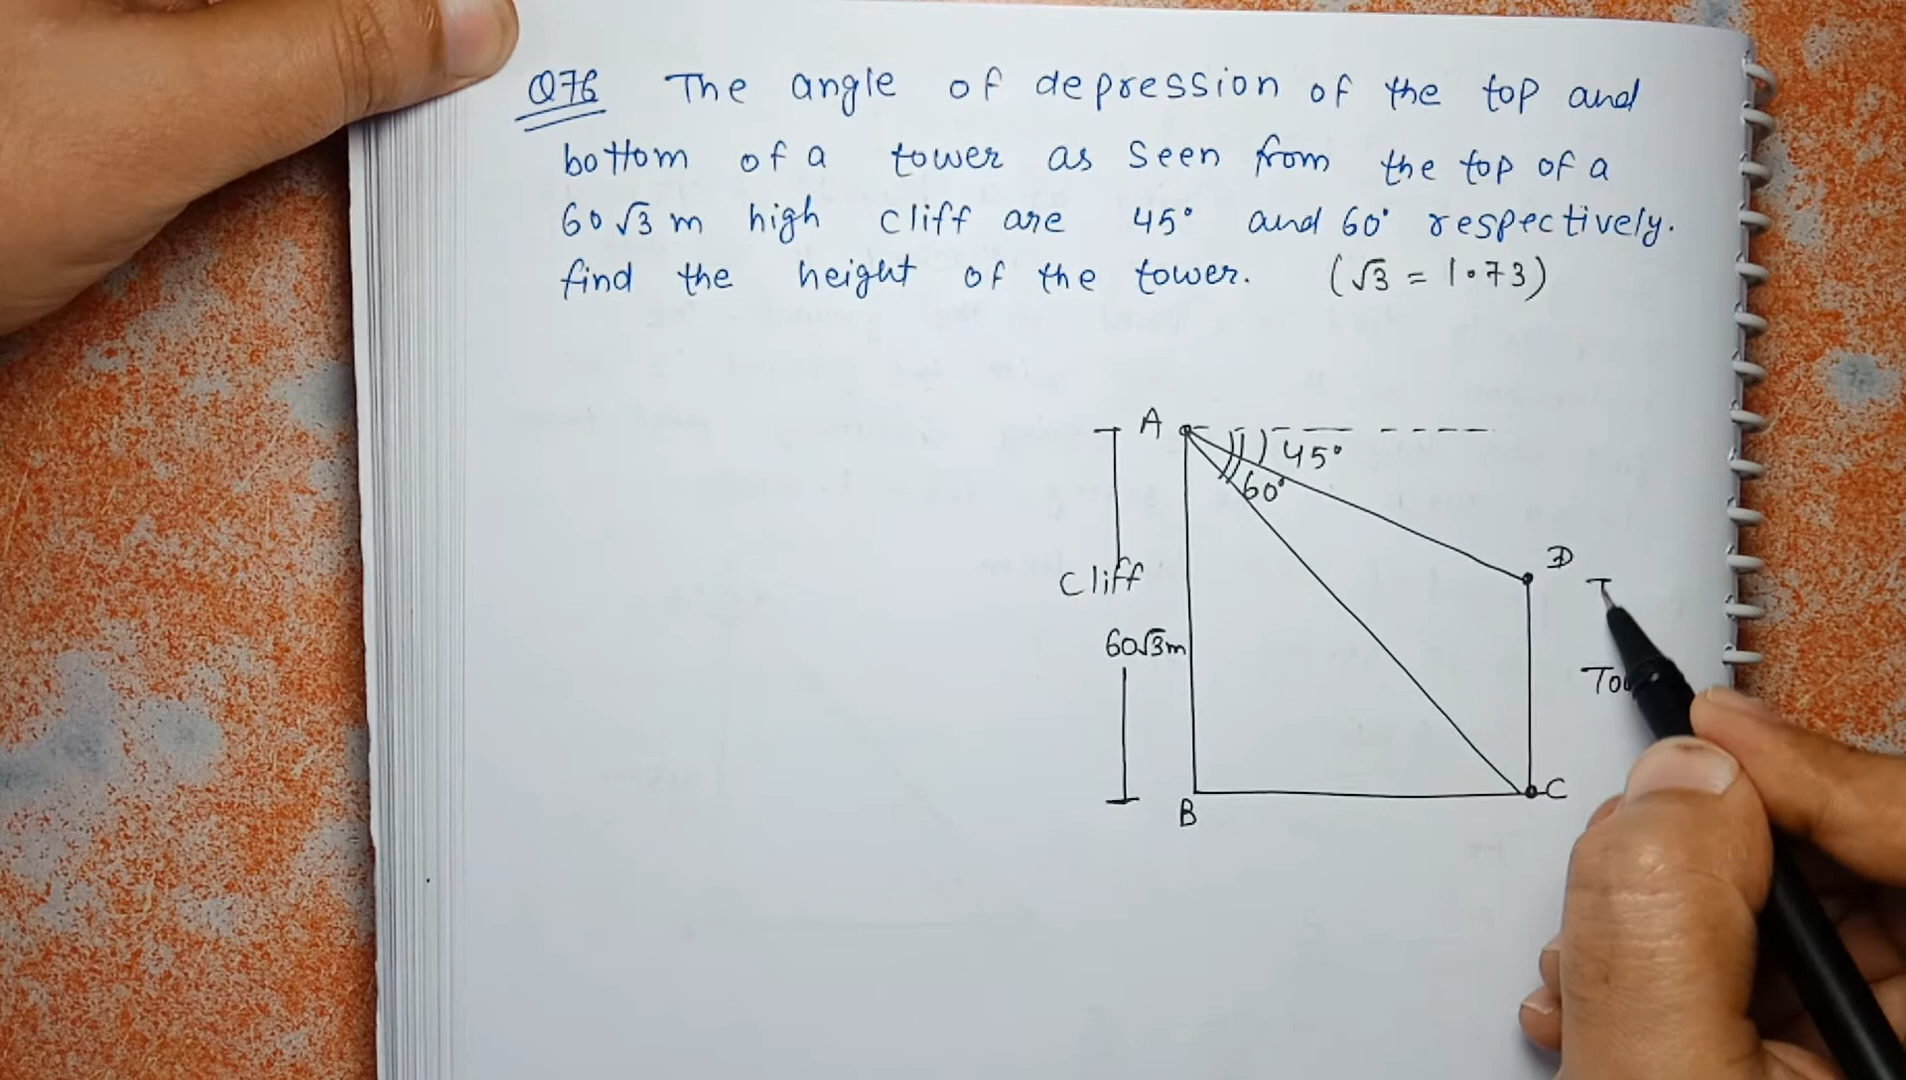 Q76 The angle of depression of the top and
bottom of a tower as seen from the top of a
60√3 m high cliff are 45° and 60° respectively.
find the height of the tower. (√3 = 1.73)
A
45°
60°
D
Cliff
60√3m
C
B